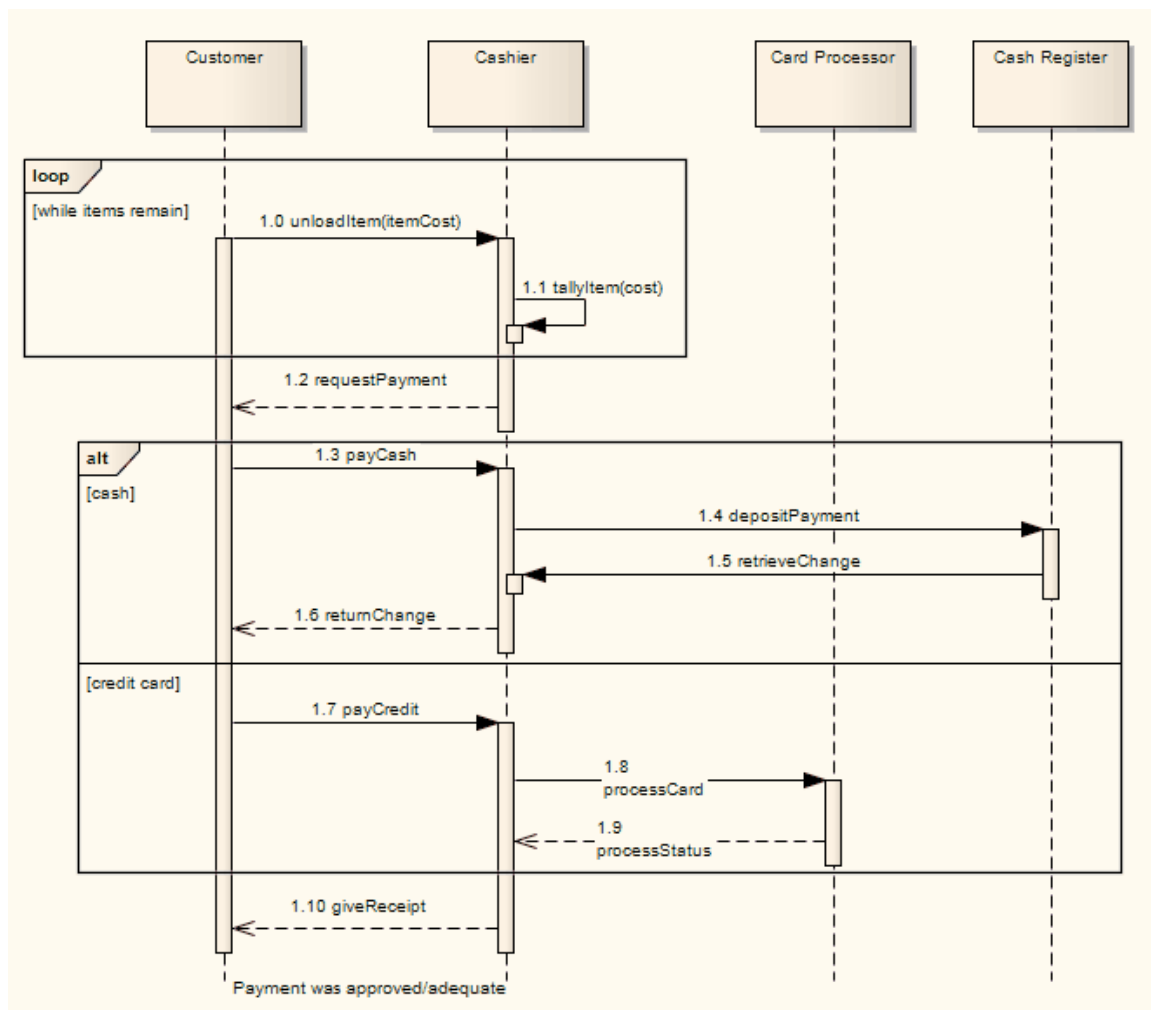 Customer
Cashier
Card Processor
Cash Register
loop
[while items remain]
1.0 unloadItem(itemCost)
1.1 tallyItem(cost)
1.2 requestPayment
alt
1.3 payCash
[cash]
1.4 depositPayment
1.5 retrieveChange
1.6 returnChange
[credit card]
1.7 payCredit
1.8
processCard
1.9
processStatus
1.10 giveReceipt
Payment was approved/adequate